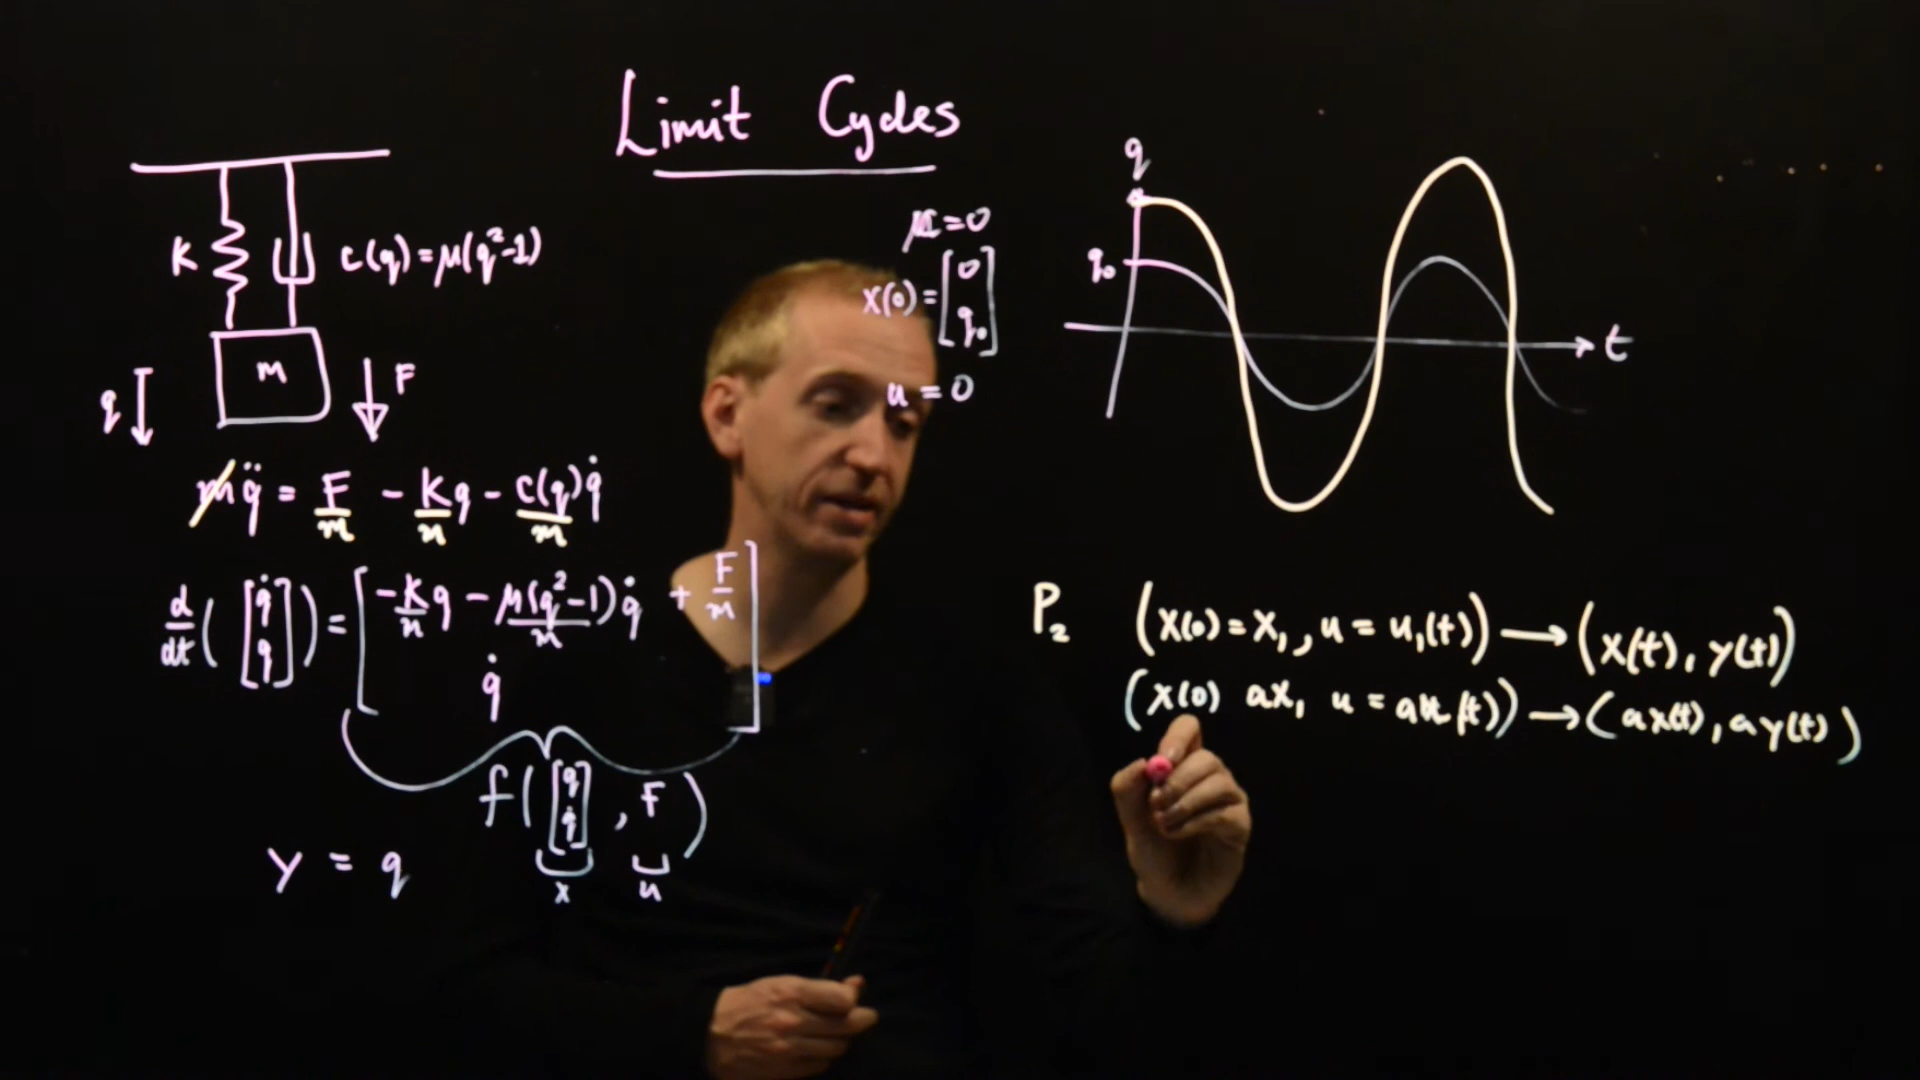 Limit Cycles
K
c(q)=μ(q²-1)
m
q
F
mq̈ = F/m - K/m q - c(q)/m q̇
d/dt([q̇ q]) = [-K/m q - μ(q²-1)/m q̇ + F/m
q̇]
f([q q̇], F)
x u
y = q
μ=0
x(0)=[0 q₀]
u = 0
q
q₀
t
P₂ (x(0)=x₁, u=u₁(t)) → (x(t), y(t))
(x(0) ax₁ u = au(t)) → (ax(t), ay(t))